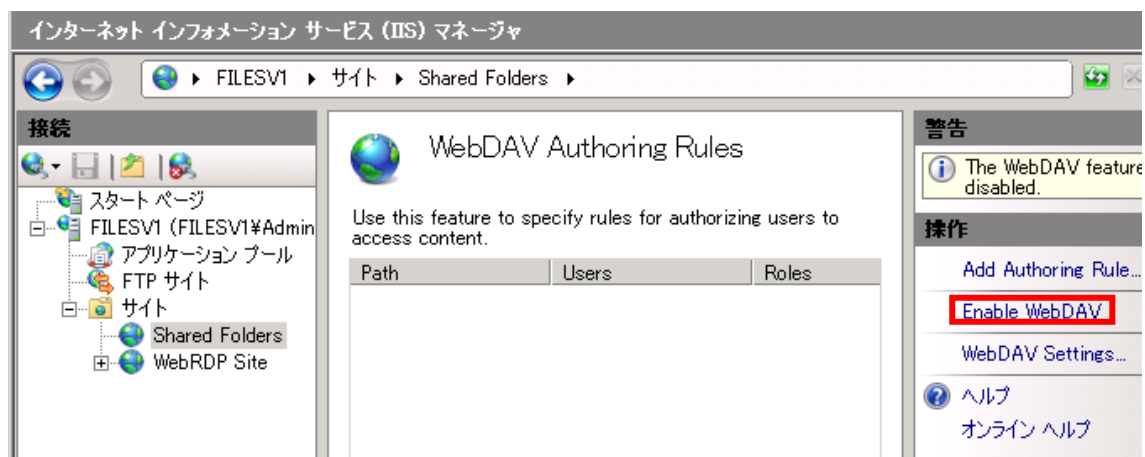 インターネット インフォメーション サービス (IIS) マネージャ
FILESV1 サイト Shared Folders
接続
スタート ページ
FILESV1 (FILESV1¥Admin
アプリケーション プール
FTP サイト
サイト
Shared Folders
WebRDP Site
WebDAV Authoring Rules
Use this feature to specify rules for authorizing users to
access content.
Path Users Roles
警告
The WebDAV feature
disabled.
操作
Add Authoring Rule...
Enable WebDAV
WebDAV Settings...
ヘルプ
オンライン ヘルプ